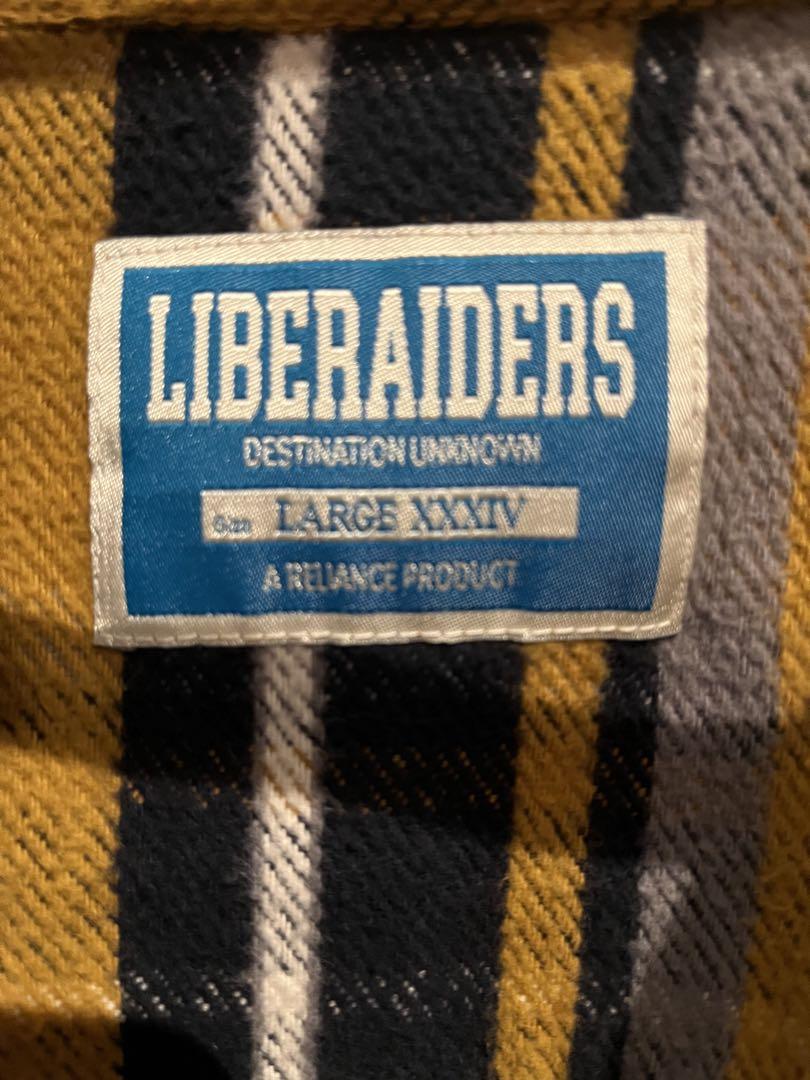 LIBERAIDERS
DESTINATION UNKNOWN
Size LARGE XXXIV
A RELIANCE PRODUCT